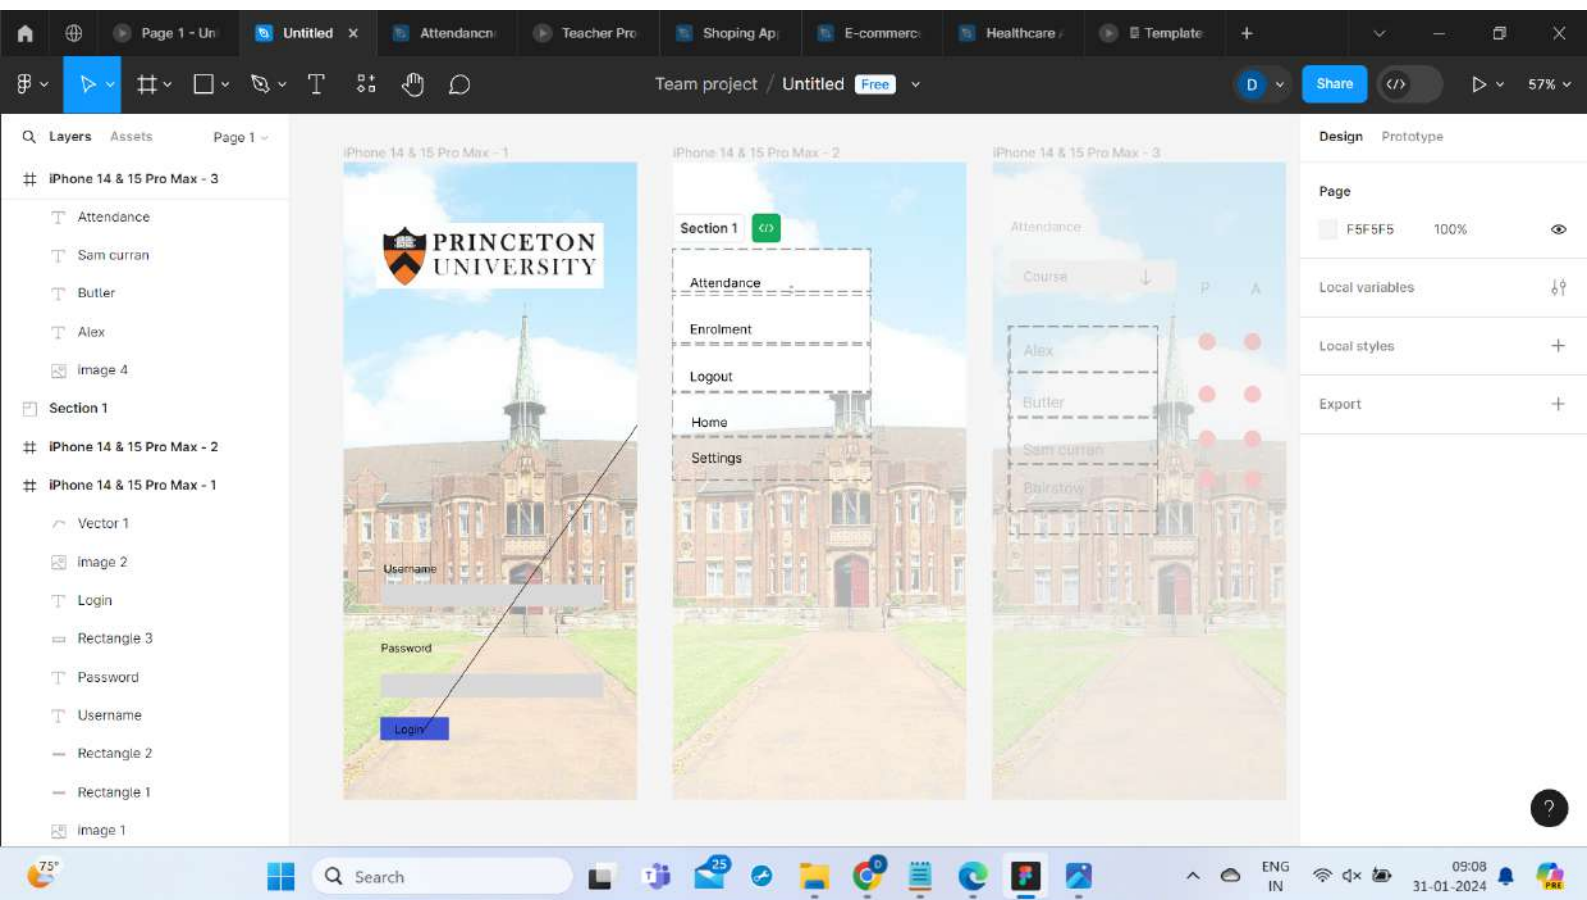 Page 1 - Un
Untitled
Attendancn
Teacher Pro
Shoping Ap
E-commerc
Healthcare
Template
Team project / Untitled Free
D
Share
57%
Layers Assets Page 1
iPhone 14 & 15 Pro Max - 3
Attendance
Sam curran
Butler
Alex
image 4
Section 1
iPhone 14 & 15 Pro Max - 2
iPhone 14 & 15 Pro Max - 1
Vector 1
image 2
Login
Rectangle 3
Password
Username
Rectangle 2
Rectangle 1
image 1
iPhone 14 & 15 Pro Max - 1
PRINCETON
UNIVERSITY
Username
Password
Login
iPhone 14 & 15 Pro Max - 2
Section 1
Attendance
Enrolment
Logout
Home
Settings
iPhone 14 & 15 Pro Max - 3
Attendance
Course
P A
Alex
Butler
Sam curran
Bairstow
Design Prototype
Page
F5F5F5 100%
Local variables
Local styles
Export
?
75°
Search
25
ENG
IN
09:08
31-01-2024
PRE